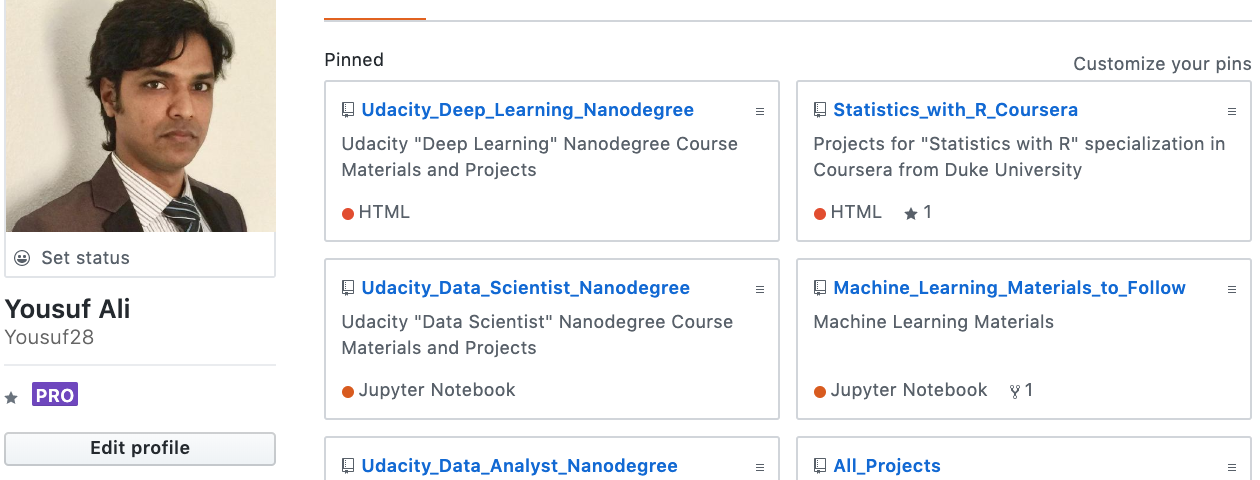 Set status
Yousuf Ali
Yousuf28
PRO
Edit profile
Pinned
Customize your pins
Udacity_Deep_Learning_Nanodegree
Udacity "Deep Learning" Nanodegree Course
Materials and Projects
HTML
Statistics_with_R_Coursera
Projects for "Statistics with R" specialization in
Coursera from Duke University
HTML 1
Udacity_Data_Scientist_Nanodegree
Udacity "Data Scientist" Nanodegree Course
Materials and Projects
Jupyter Notebook
Machine_Learning_Materials_to_Follow
Machine Learning Materials
Jupyter Notebook 1
Udacity_Data_Analyst_Nanodegree
All_Projects